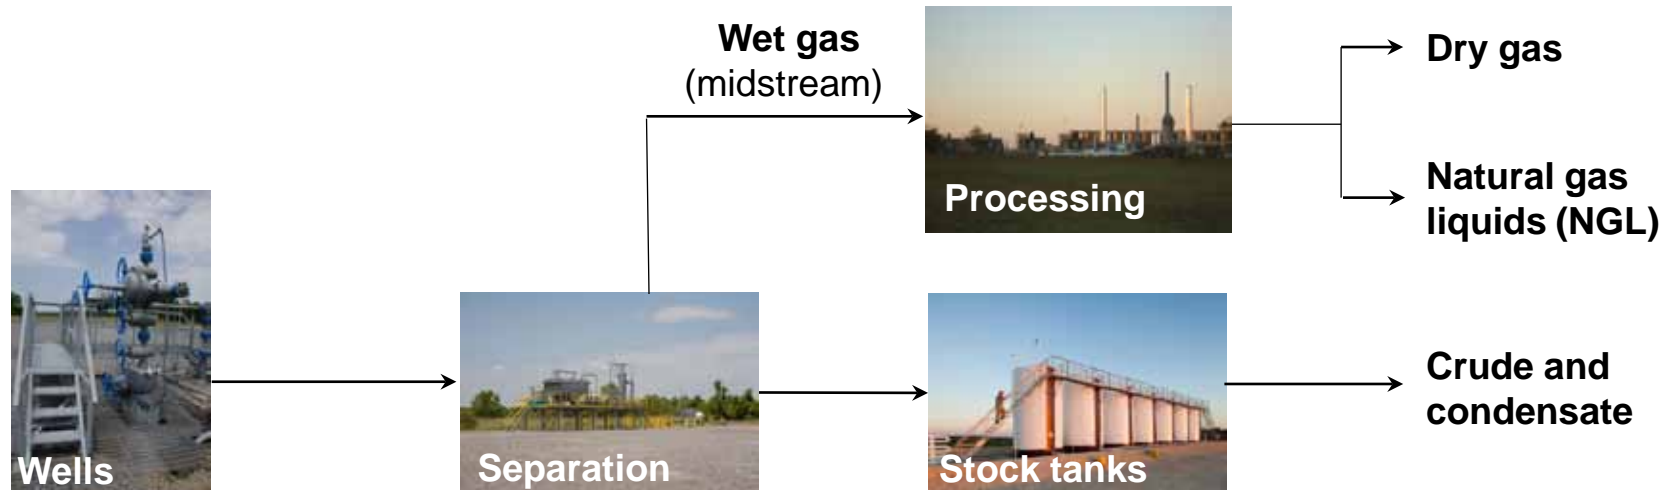 Wet gas
(midstream)
Dry gas
Processing
Natural gas
liquids (NGL)
Wells
Separation
Stock tanks
Crude and
condensate